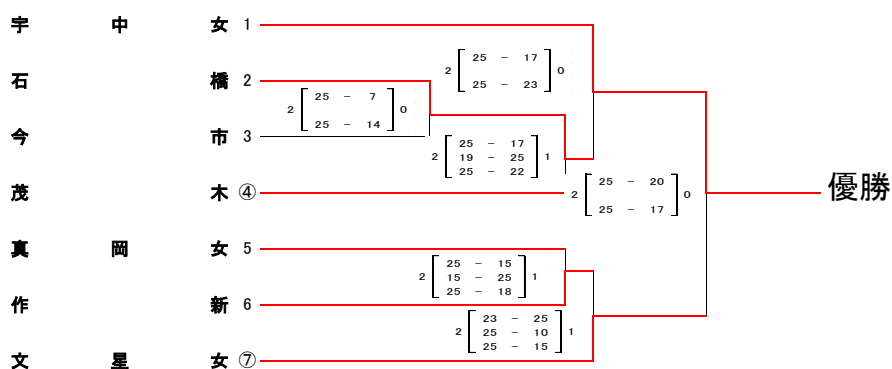 宇中女 1
2 25 - 17 0
25 - 23
石橋 2
2 25 - 7 0
25 - 14
今市 3
2 25 - 17 1
19 - 25
25 - 22
茂木 ④
2 25 - 20 0
25 - 17
優勝
真岡女 5
2 25 - 15 1
15 - 25
25 - 18
作新 6
2 23 - 25 1
25 - 10
25 - 15
文星女 ⑦